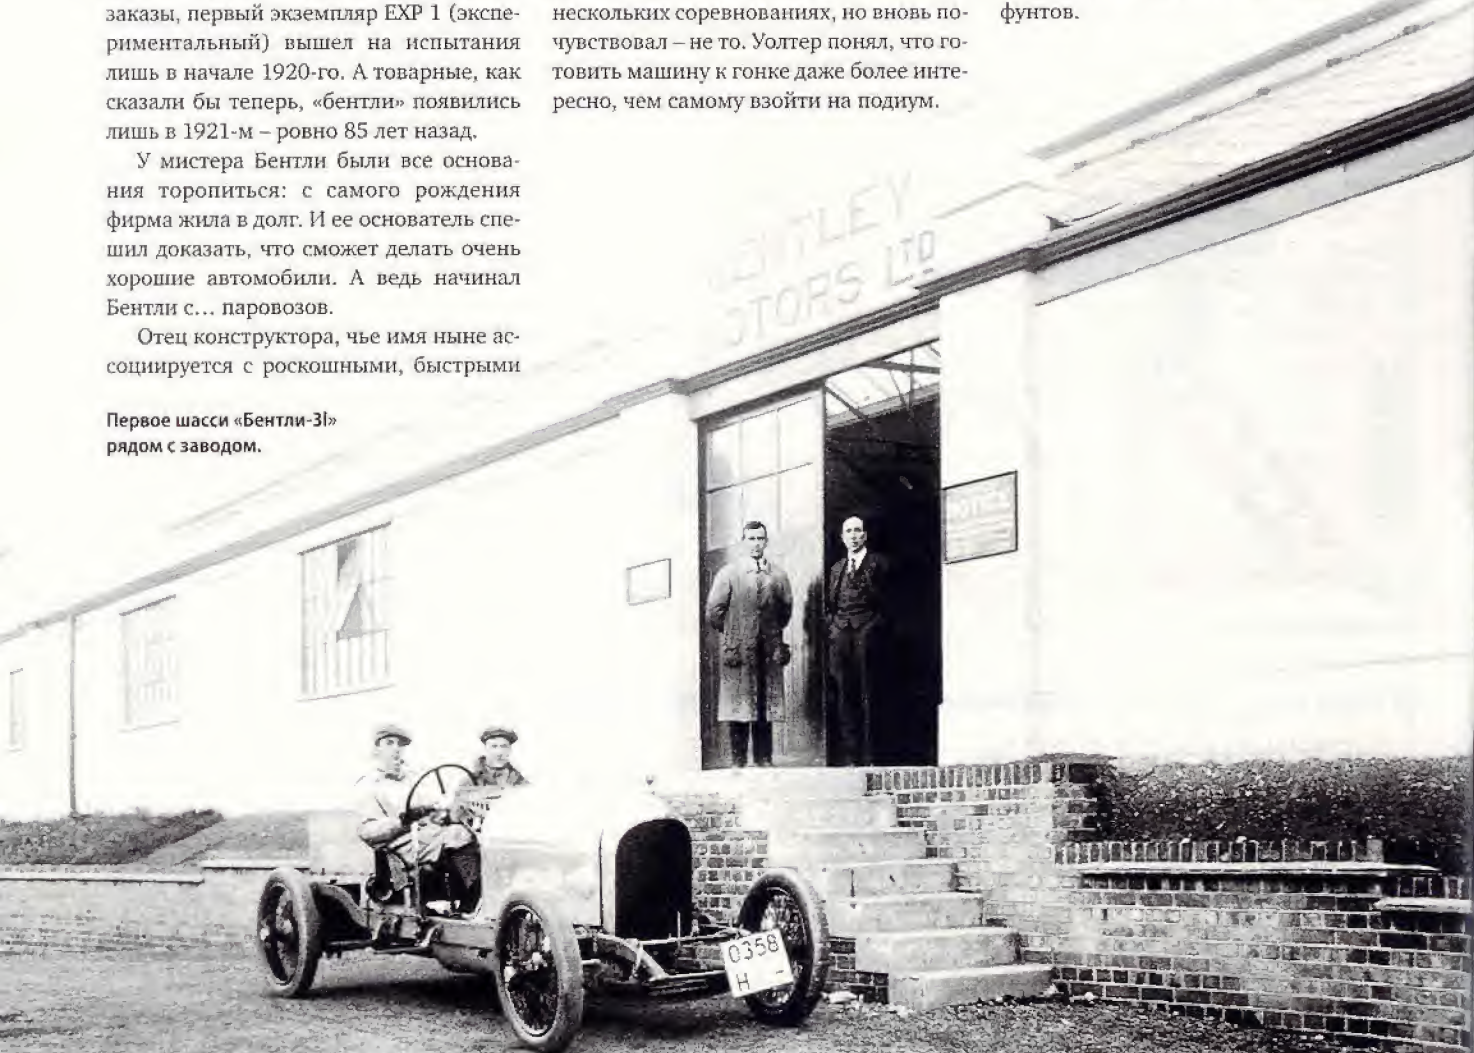 заказы, первый экземпляр EXP 1 (экспе-
риментальный) вышел на испытания
лишь в начале 1920-го. А товарные, как
сказали бы теперь, «бентли» появились
лишь в 1921-м – ровно 85 лет назад.
У мистера Бентли были все основа-
ния торопиться: с самого рождения
фирма жила в долг. И ее основатель спе-
шил доказать, что сможет делать очень
хорошие автомобили. А ведь начинал
Бентли с... паровозов.
Отец конструктора, чье имя ныне ас-
социируется с роскошными, быстрыми
нескольких соревнованиях, но вновь по-
чувствовал – не то. Уолтер понял, что го-
товить машину к гонке даже более инте-
ресно, чем самому взойти на подиум.
фунтов.
Первое шасси «Бентли-3l»
рядом с заводом.
ENTLEY
OTORS LTD
NOTICE
0358
H –